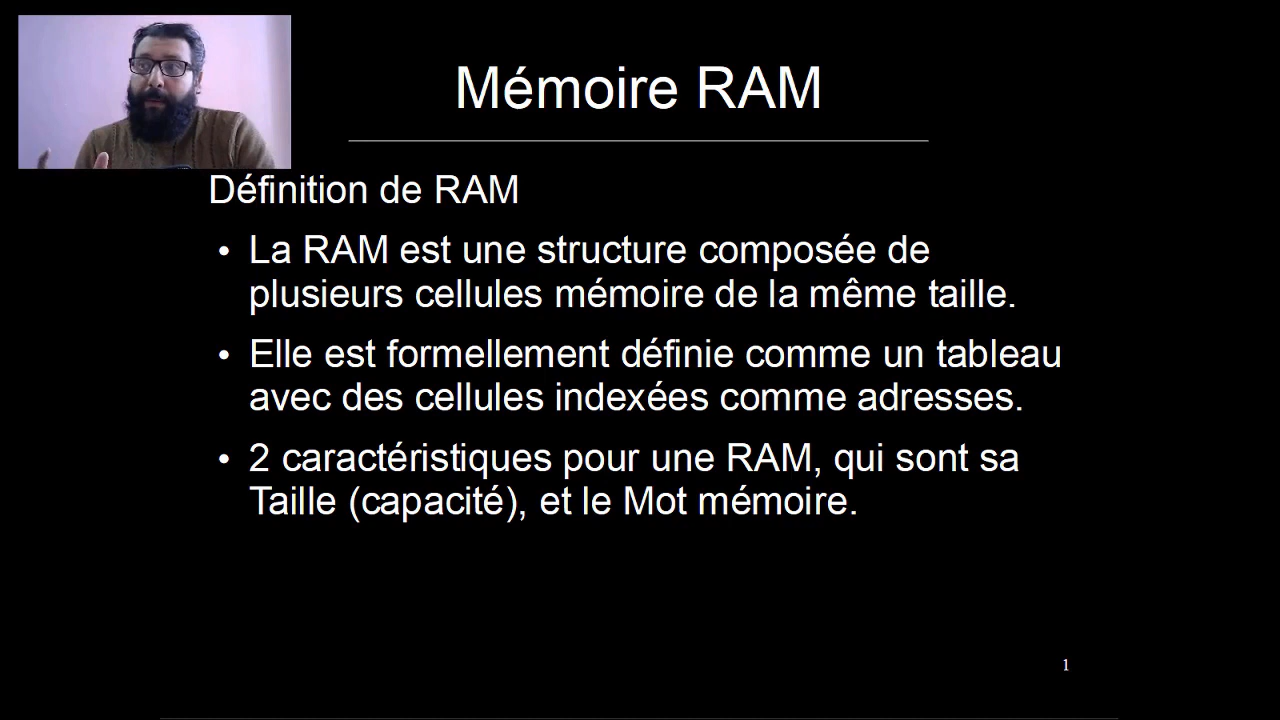 Mémoire RAM
Définition de RAM
• La RAM est une structure composée de
plusieurs cellules mémoire de la même taille.
• Elle est formellement définie comme un tableau
avec des cellules indexées comme adresses.
• 2 caractéristiques pour une RAM, qui sont sa
Taille (capacité), et le Mot mémoire.
1